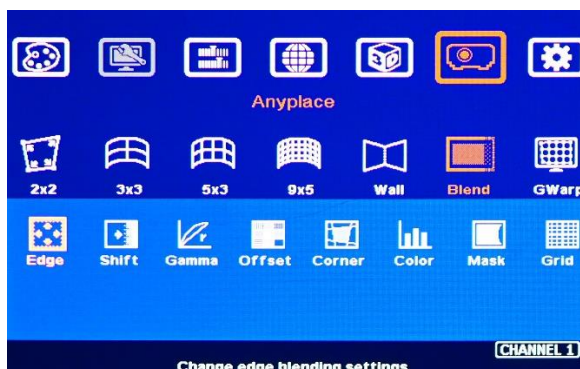 Anyplace
2x2 3x3 5x3 9x5 Wall Blend GWarp
Edge Shift Gamma Offset Corner Color Mask Grid
CHANNEL 1
Change edge blending settings